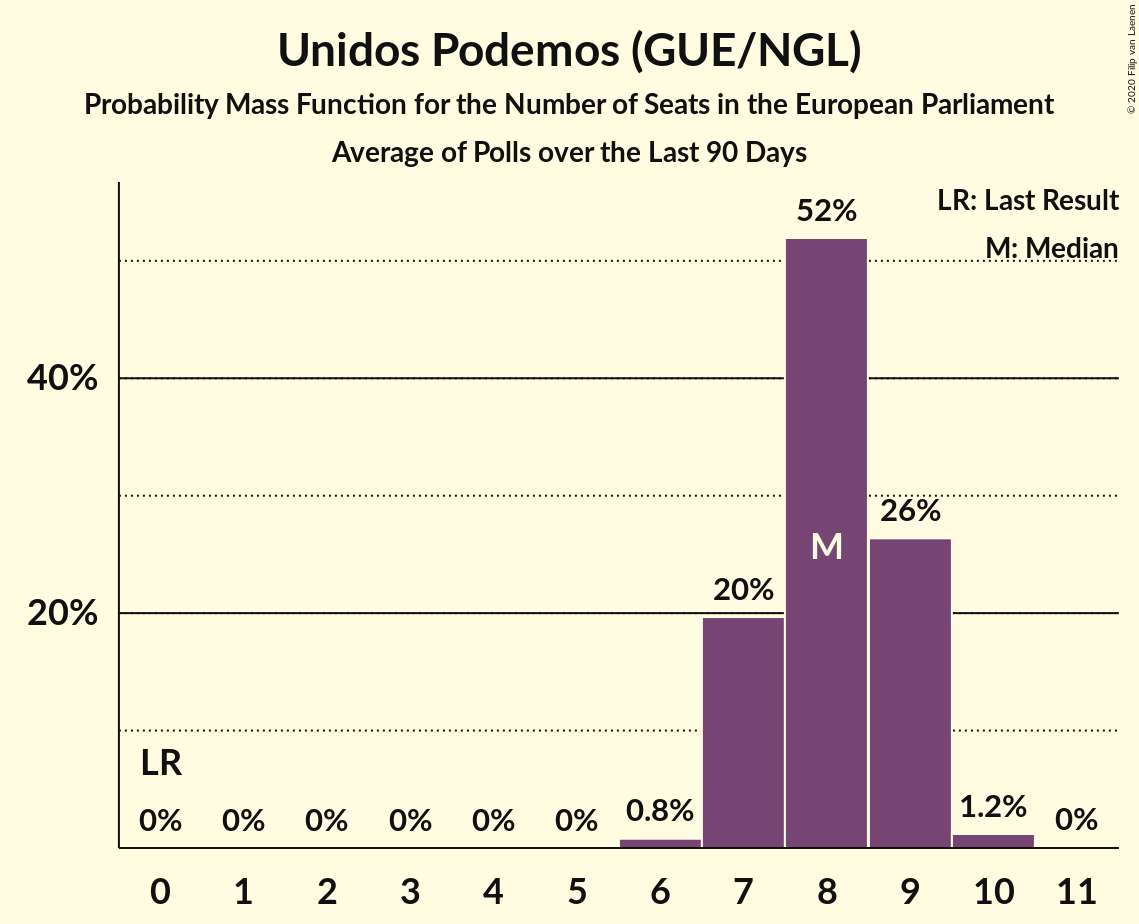 Unidos Podemos (GUE/NGL)
Probability Mass Function for the Number of Seats in the European Parliament
Average of Polls over the Last 90 Days
© 2020 Filip van Laenen
LR: Last Result
M: Median
52%
40%
26%
M
20%
20%
LR
0% 0% 0% 0% 0% 0% 0.8% 1.2% 0%
0 1 2 3 4 5 6 7 8 9 10 11